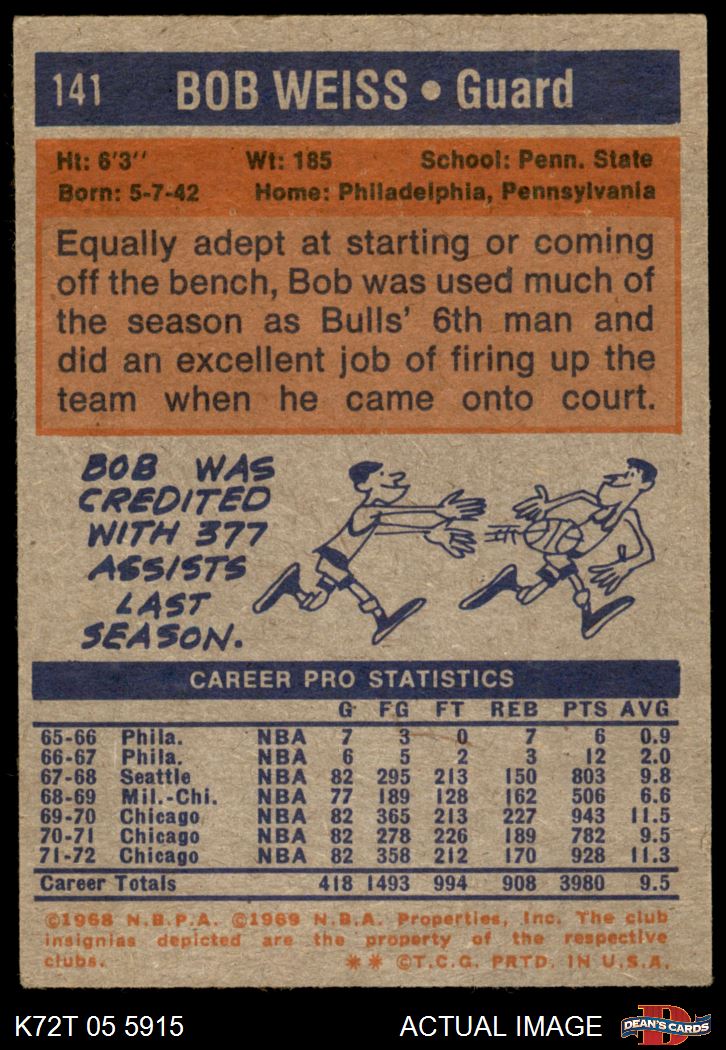 141 BOB WEISS • Guard
Ht: 6'3'' Wt: 185 School: Penn. State
Born: 5-7-42 Home: Philadelphia, Pennsylvania
Equally adept at starting or coming
off the bench, Bob was used much of
the season as Bulls' 6th man and
did an excellent job of firing up the
team when he came onto court.
BOB WAS
CREDITED
WITH 377
ASSISTS
LAST
SEASON.
CAREER PRO STATISTICS
G FG FT REB PTS AVG
65-66 Phila. NBA 7 3 0 7 6 0.9
66-67 Phila. NBA 6 5 2 3 12 2.0
67-68 Seattle NBA 82 295 213 150 803 9.8
68-69 Mil.-Chi. NBA 77 189 128 162 506 6.6
69-70 Chicago NBA 82 365 213 227 943 11.5
70-71 Chicago NBA 82 278 226 189 782 9.5
71-72 Chicago NBA 82 358 212 170 928 11.3
Career Totals 418 1493 994 908 3980 9.5
©1968 N.B.P.A. ©1969 N.B.A. Properties, Inc. The club
insignias depicted are the property of the respective
clubs. ** ©T.C.G. PRTD. IN U.S.A.
K72T 05 5915 ACTUAL IMAGE D DEAN'S CARDS